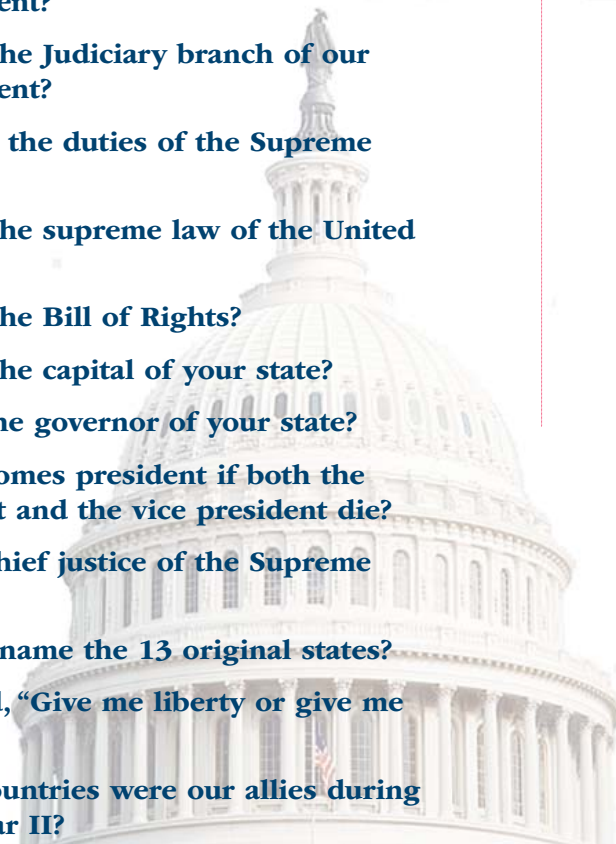 ent?
he Judiciary branch of our
ent?
the duties of the Supreme
he supreme law of the United
he Bill of Rights?
he capital of your state?
he governor of your state?
omes president if both the
t and the vice president die?
hief justice of the Supreme
name the 13 original states?
d, “Give me liberty or give me
ountries were our allies during
ar II?